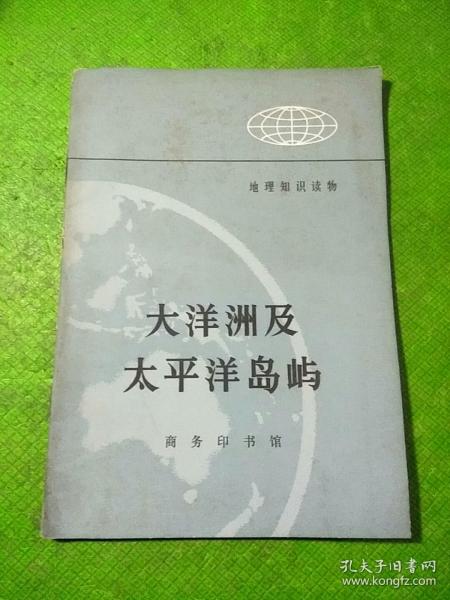 地理知识读物
大洋洲及
太平洋岛屿
商务印书馆
孔夫子旧书网
www.kongfz.com